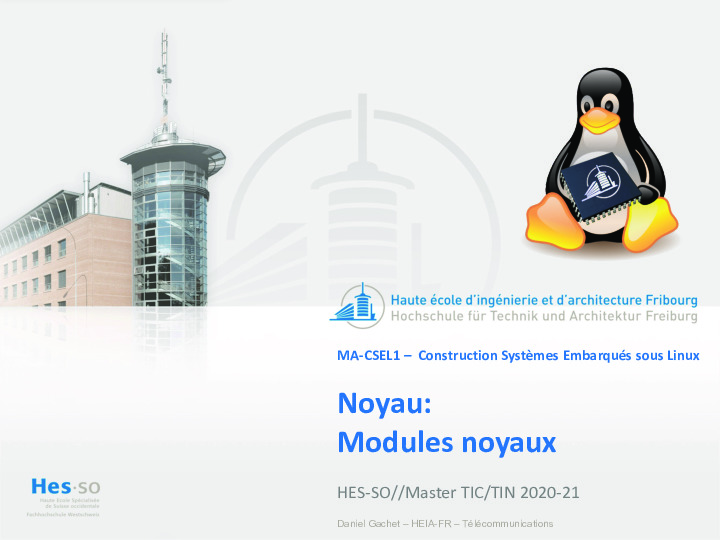 Haute école d'ingénierie et d'architecture Fribourg
Hochschule für Technik und Architektur Freiburg
MA-CSEL1 – Construction Systèmes Embarqués sous Linux
Noyau:
Modules noyaux
Hes·so
Haute Ecole Spécialisée
de Suisse occidentale
Fachhochschule Westschweiz
HES-SO//Master TIC/TIN 2020-21
Daniel Gachet – HEIA-FR – Télécommunications